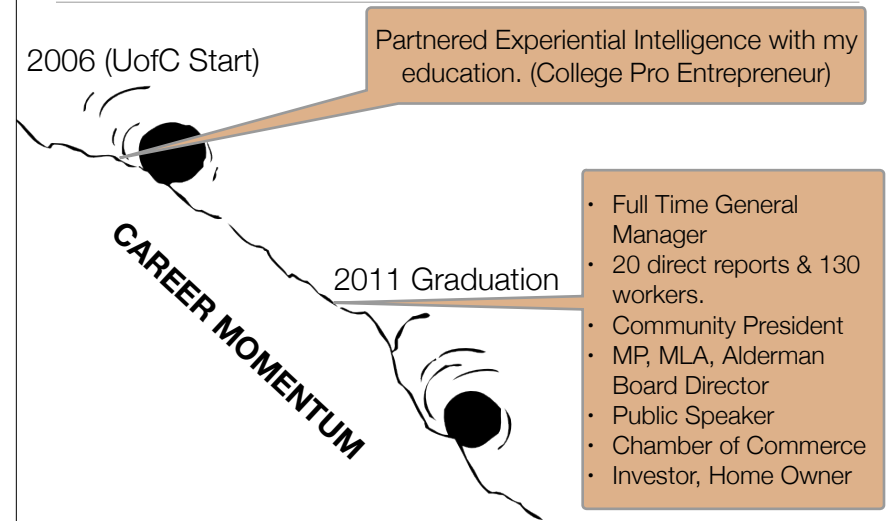 2006 (UofC Start)
Partnered Experiential Intelligence with my
education. (College Pro Entrepreneur)
CAREER MOMENTUM
2011 Graduation
· Full Time General
Manager
· 20 direct reports & 130
workers.
· Community President
· MP, MLA, Alderman
Board Director
· Public Speaker
· Chamber of Commerce
· Investor, Home Owner